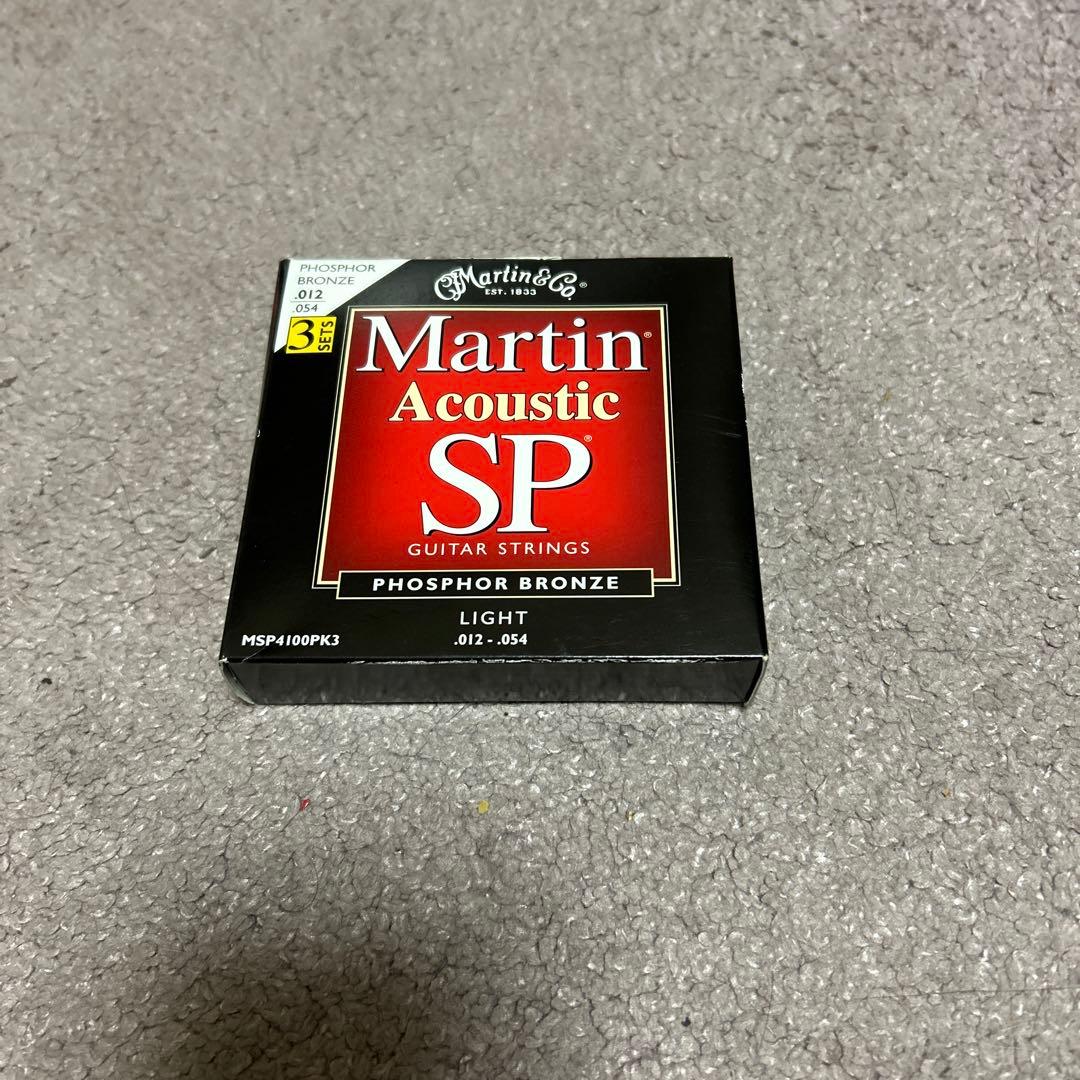 PHOSPHOR
BRONZE
.012
.054
3 SETS
CF Martin & Co.®
EST. 1833
Martin®
Acoustic
SP®
GUITAR STRINGS
PHOSPHOR BRONZE
LIGHT
.012 - .054
MSP4100PK3